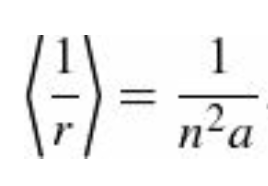 ⟨1/r⟩ = 1/(n²a)